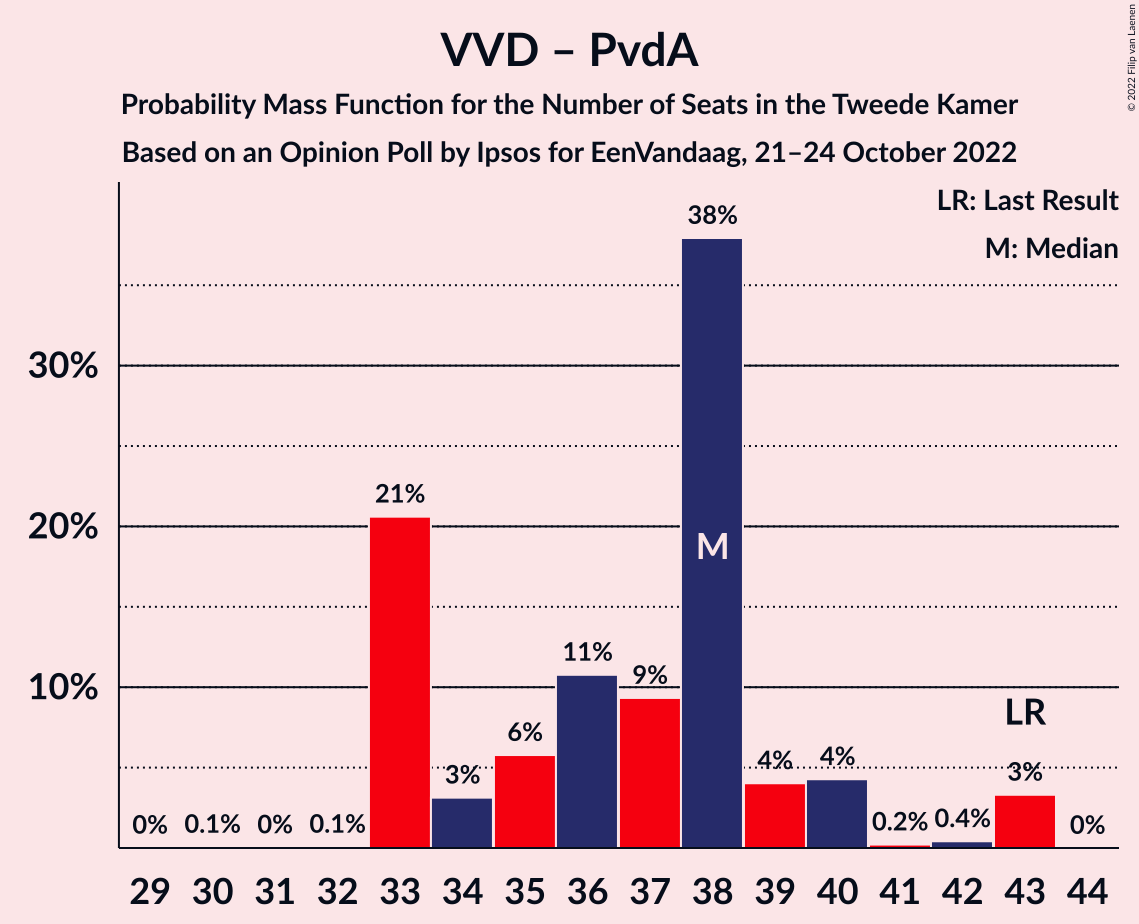 VVD – PvdA
Probability Mass Function for the Number of Seats in the Tweede Kamer
Based on an Opinion Poll by Ipsos for EenVandaag, 21–24 October 2022
© 2022 Filip van Laenen
LR: Last Result
M: Median
38%
30%
21%
20%
M
11%
9%
10%
LR
6%
3%
4%
4%
3%
0%
0.1%
0%
0.1%
0.2%
0.4%
0%
29 30 31 32 33 34 35 36 37 38 39 40 41 42 43 44